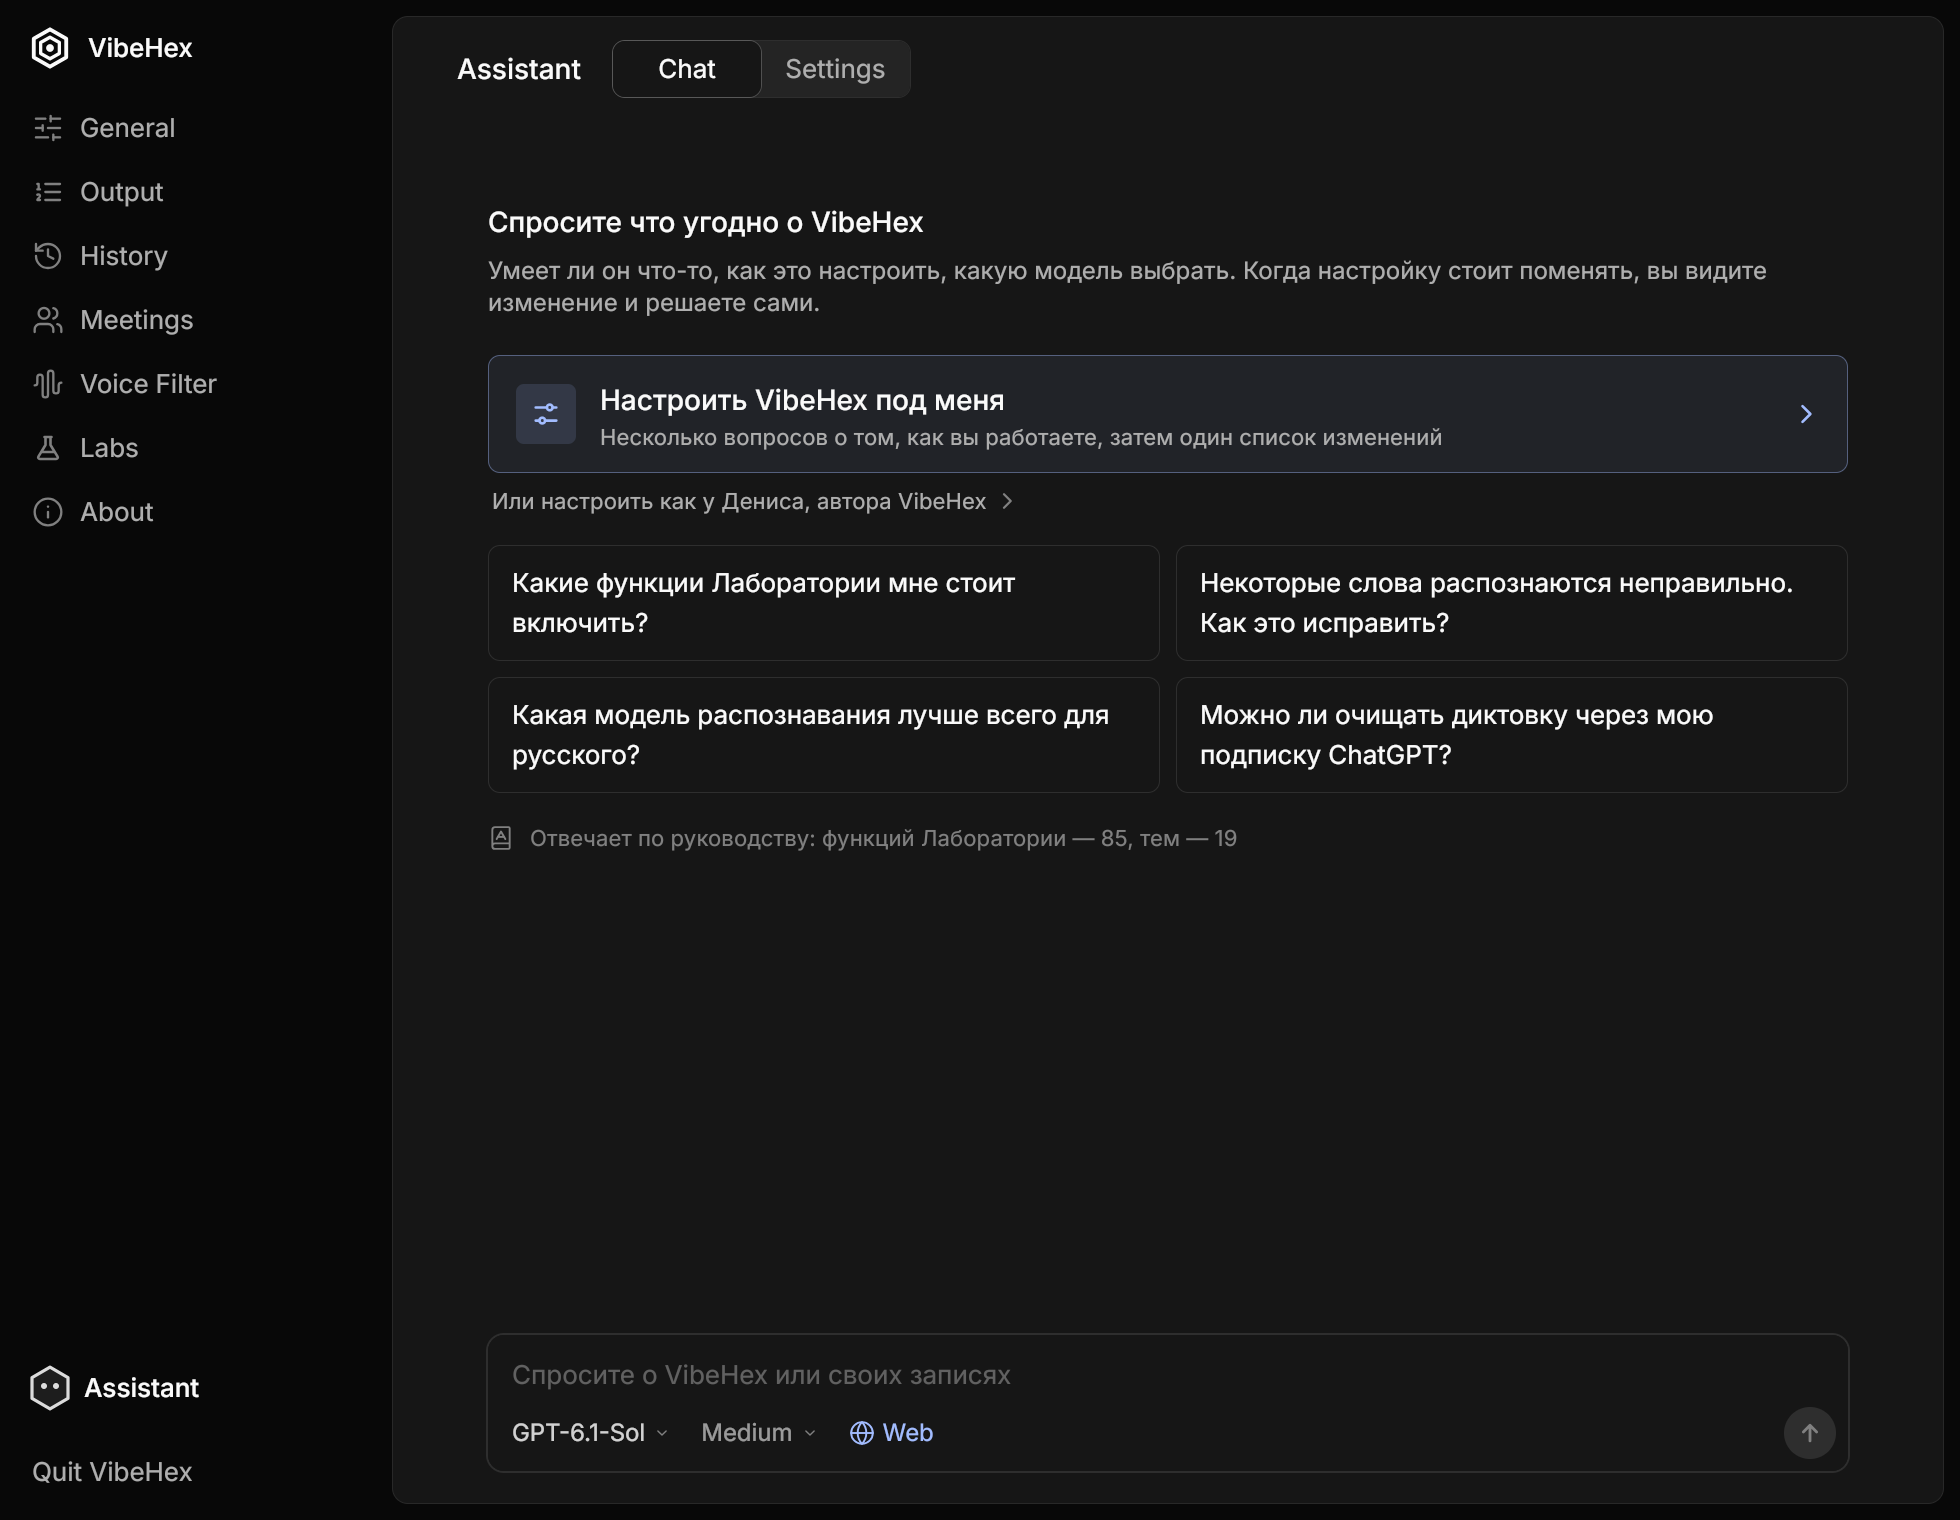 VibeHex
General
Output
History
Meetings
Voice Filter
Labs
About
Assistant
Quit VibeHex
Assistant
Chat
Settings
Спросите что угодно о VibeHex
Умеет ли он что-то, как это настроить, какую модель выбрать. Когда настройку стоит поменять, вы видите
изменение и решаете сами.
Настроить VibeHex под меня
Несколько вопросов о том, как вы работаете, затем один список изменений
Или настроить как у Дениса, автора VibeHex
Какие функции Лаборатории мне стоит
включить?
Некоторые слова распознаются неправильно.
Как это исправить?
Какая модель распознавания лучше всего для
русского?
Можно ли очищать диктовку через мою
подписку ChatGPT?
Отвечает по руководству: функций Лаборатории — 85, тем — 19
Спросите о VibeHex или своих записях
GPT-6.1-Sol
Medium
Web